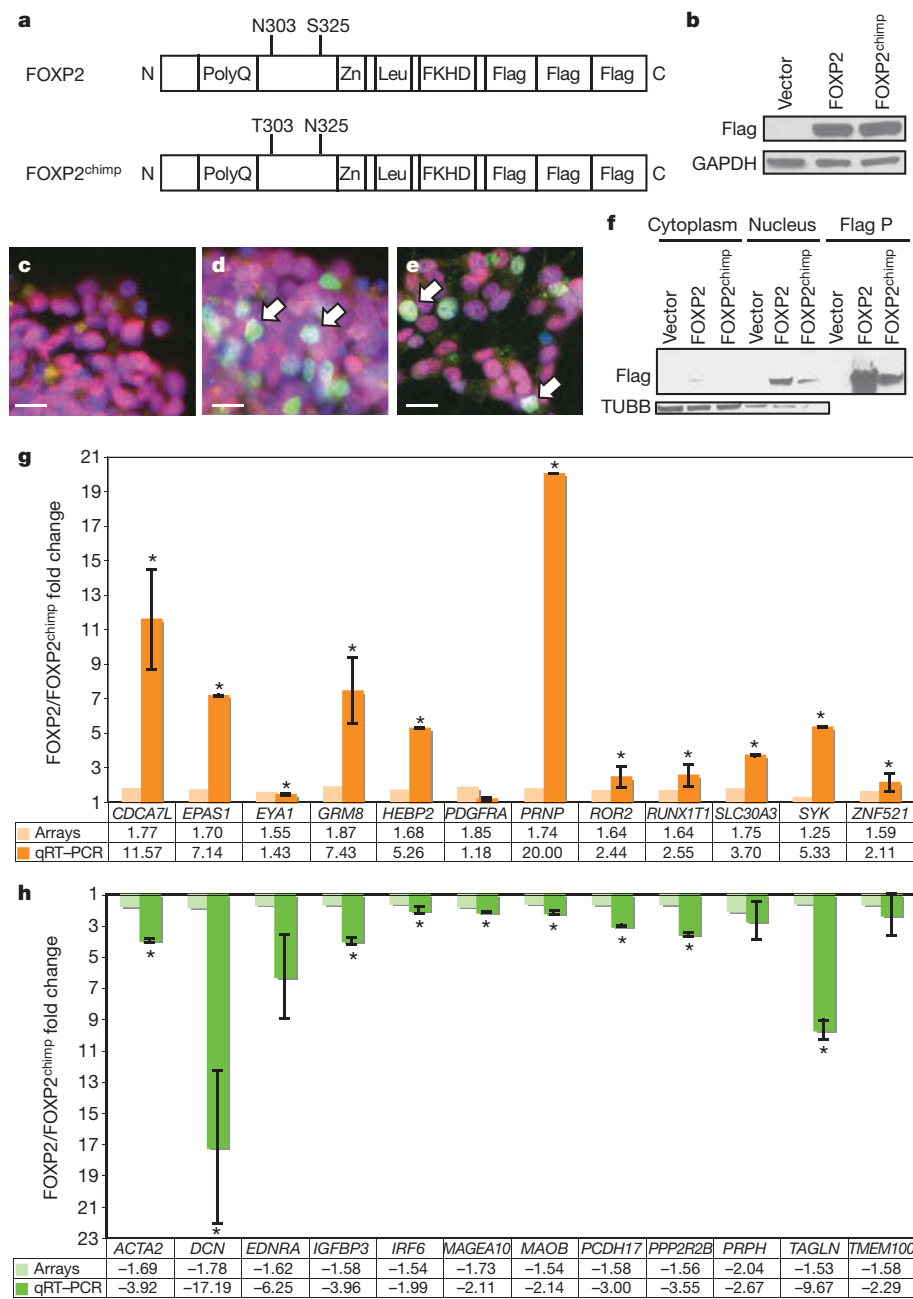 a
N303 S325
FOXP2 N PolyQ Zn Leu FKHD Flag Flag Flag C
T303 N325
FOXP2chimp N PolyQ Zn Leu FKHD Flag Flag Flag C
b
Vector FOXP2 FOXP2chimp
Flag
GAPDH
c d e
f
Cytoplasm Nucleus Flag P
Vector FOXP2 FOXP2chimp Vector FOXP2 FOXP2chimp Vector FOXP2 FOXP2chimp
Flag
TUBB
g
FOXP2/FOXP2chimp fold change
21
19
17
15
13
11
9
7
5
3
1
* * * * * * * * * * *
CDCA7L EPAS1 EYA1 GRM8 HEBP2 PDGFRA PRNP ROR2 RUNX1T1 SLC30A3 SYK ZNF521
Arrays 1.77 1.70 1.55 1.87 1.68 1.85 1.74 1.64 1.64 1.75 1.25 1.59
qRT–PCR 11.57 7.14 1.43 7.43 5.26 1.18 20.00 2.44 2.55 3.70 5.33 2.11
h
FOXP2/FOXP2chimp fold change
1
3
5
7
9
11
13
15
17
19
21
23
* * * * * * * * *
ACTA2 DCN EDNRA IGFBP3 IRF6 MAGEA10 MAOB PCDH17 PPP2R2B PRPH TAGLN TMEM100
Arrays –1.69 –1.78 –1.62 –1.58 –1.54 –1.73 –1.54 –1.58 –1.56 –2.04 –1.53 –1.58
qRT–PCR –3.92 –17.19 –6.25 –3.96 –1.99 –2.11 –2.14 –3.00 –3.55 –2.67 –9.67 –2.29